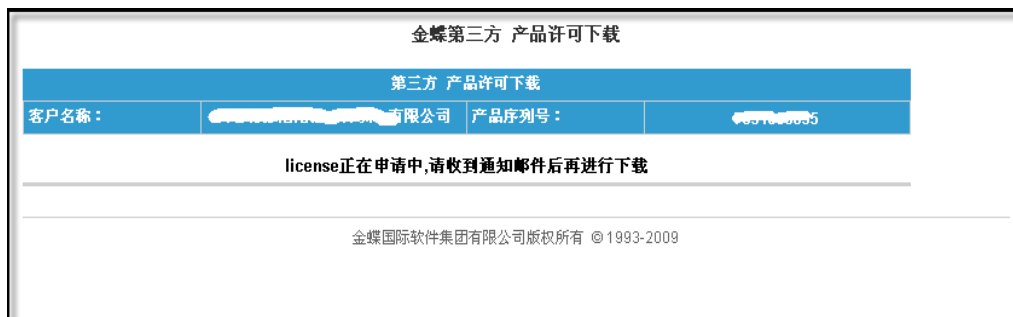 金蝶第三方 产品许可下载
第三方 产品许可下载
客户名称： 有限公司 产品序列号：
license正在申请中,请收到通知邮件后再进行下载
金蝶国际软件集团有限公司版权所有 ©1993-2009